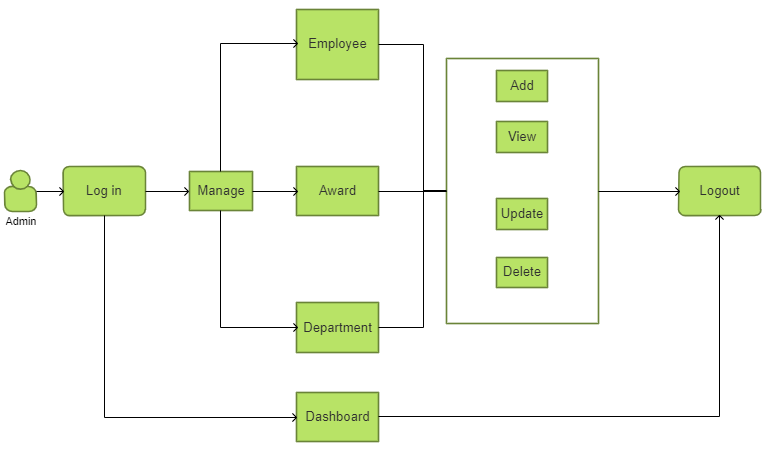 Admin
Log in
Manage
Employee
Award
Department
Dashboard
Add
View
Update
Delete
Logout